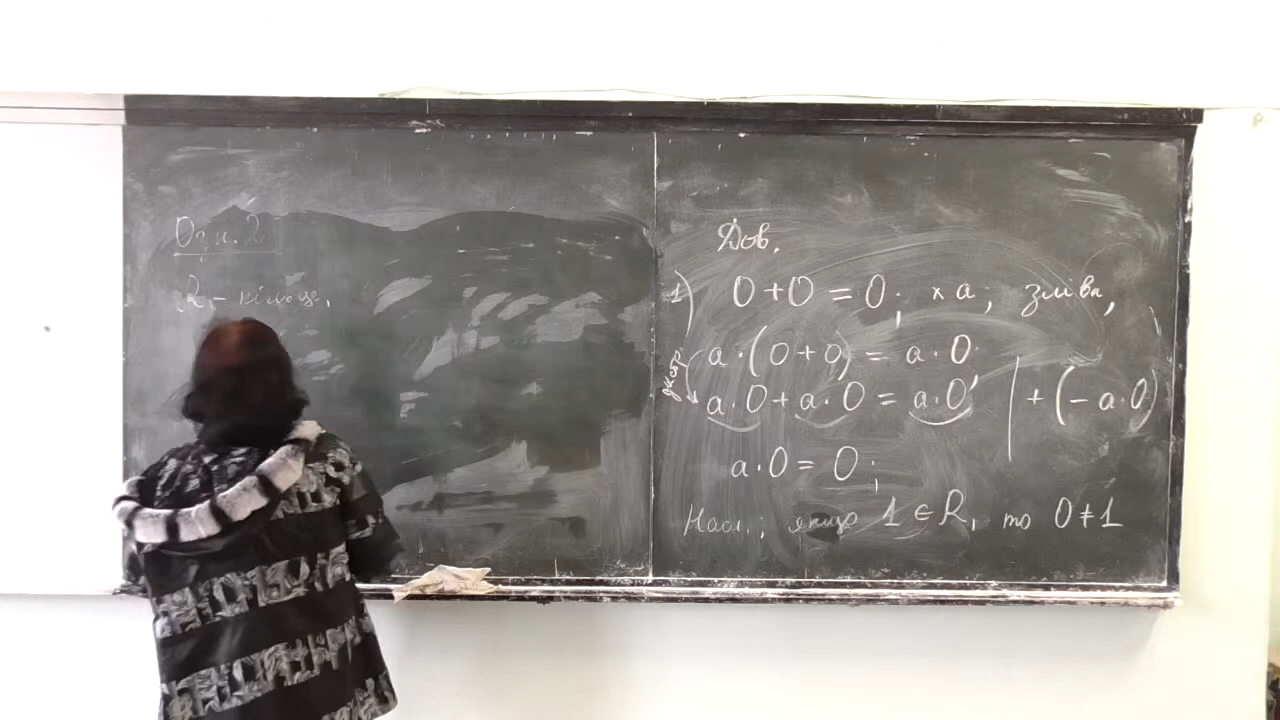 Озн. 2
R - кільце.
Дов.
1) 0 + 0 = 0; × a; зліва,
a · (0 + 0) = a · 0
дистр. a · 0 + a · 0 = a · 0; | + (- a · 0)
a · 0 = 0;
Насл.; якщо 1 ∈ R, то 0 ≠ 1